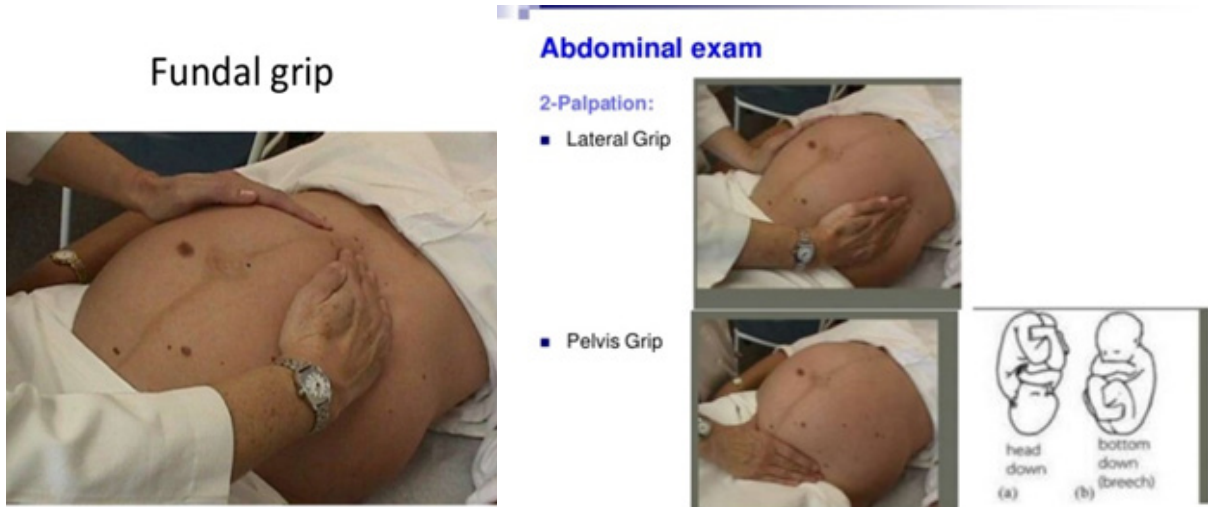 Fundal grip
Abdominal exam
2-Palpation:
Lateral Grip
Pelvis Grip
head
down
(a)
bottom
down
(breech)
(b)